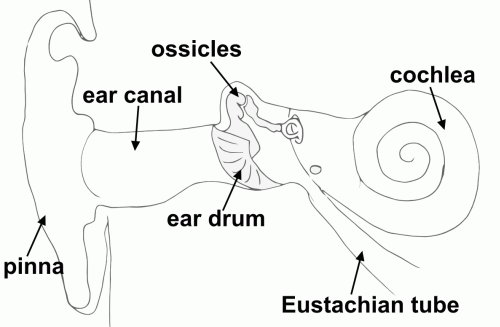 ossicles
cochlea
ear canal
ear drum
pinna
Eustachian tube